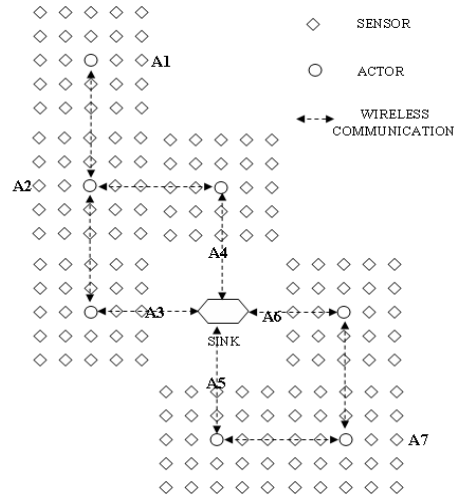 SENSOR
A1
ACTOR
WIRELESS
COMMUNICATION
A2
A4
A3
A6
SINK
A5
A7